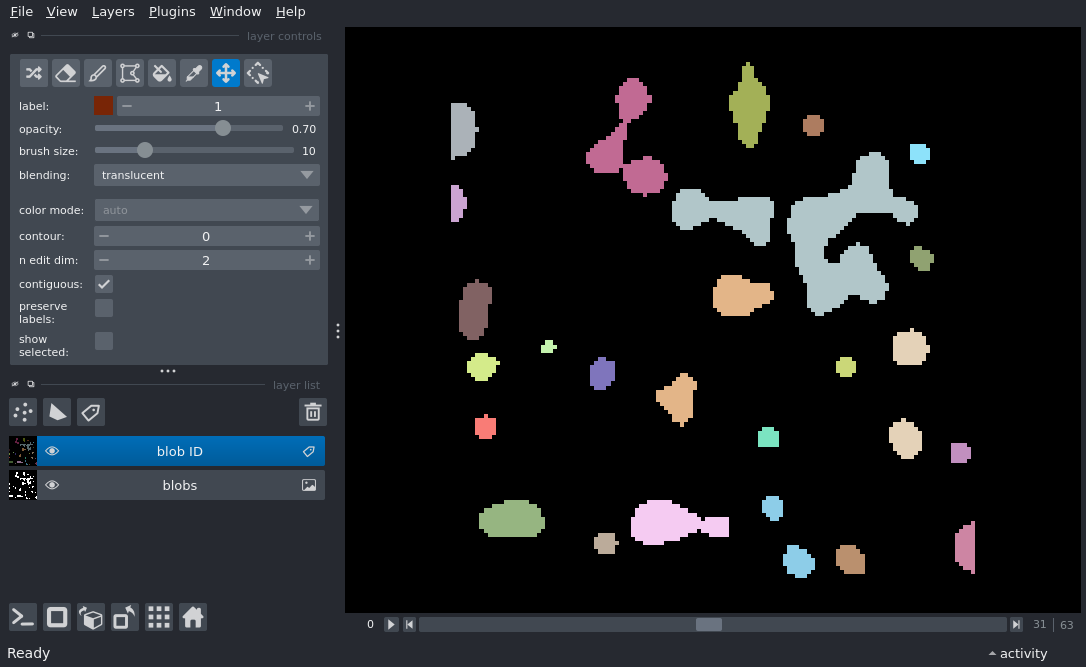 File View Layers Plugins Window Help
layer controls
label: 1
opacity: 0.70
brush size: 10
blending: translucent
color mode: auto
contour: 0
n edit dim: 2
contiguous:
preserve
labels:
show
selected:
layer list
blob ID
blobs
0 31 | 63
Ready activity